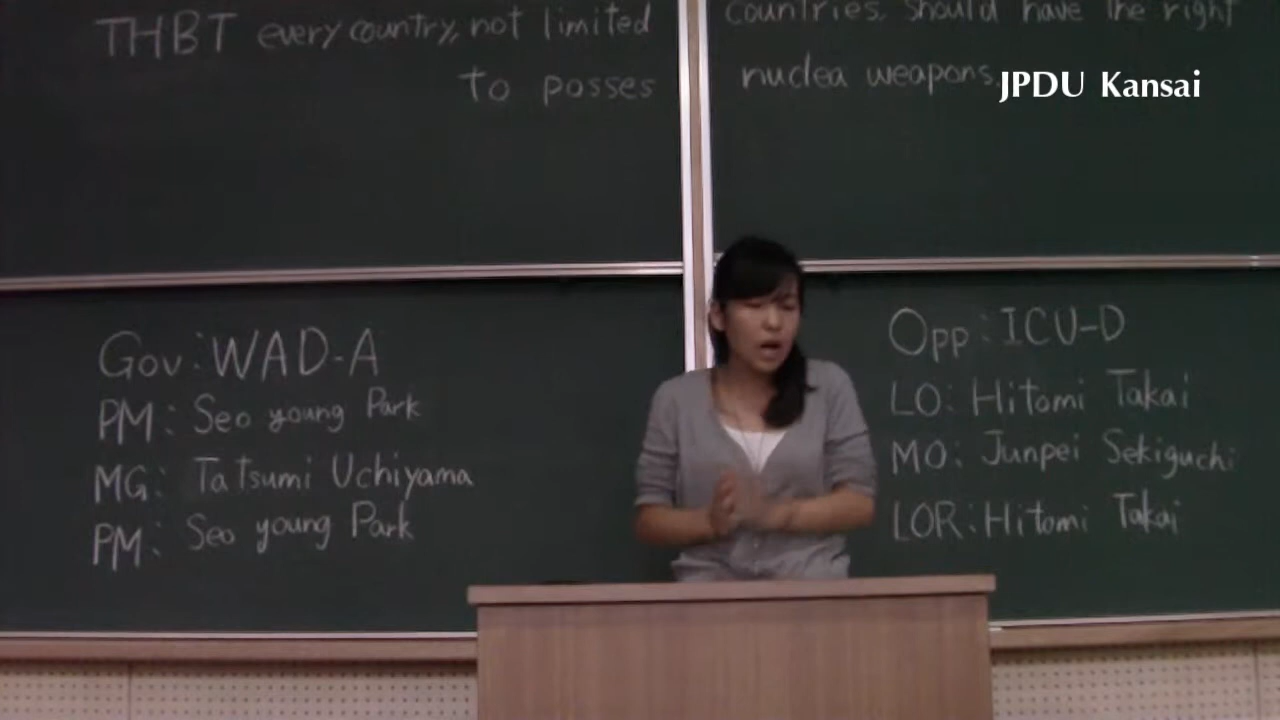 THBT every country, not limited
to posses
countries, should have the right
nuclea weapons.
JPDU Kansai
Gov: WAD-A
PM: Seo young Park
MG: Tatsumi Uchiyama
PM: Seo young Park
Opp: ICU-D
LO: Hitomi Takai
MO: Junpei Sekiguchi
LOR: Hitomi Takai